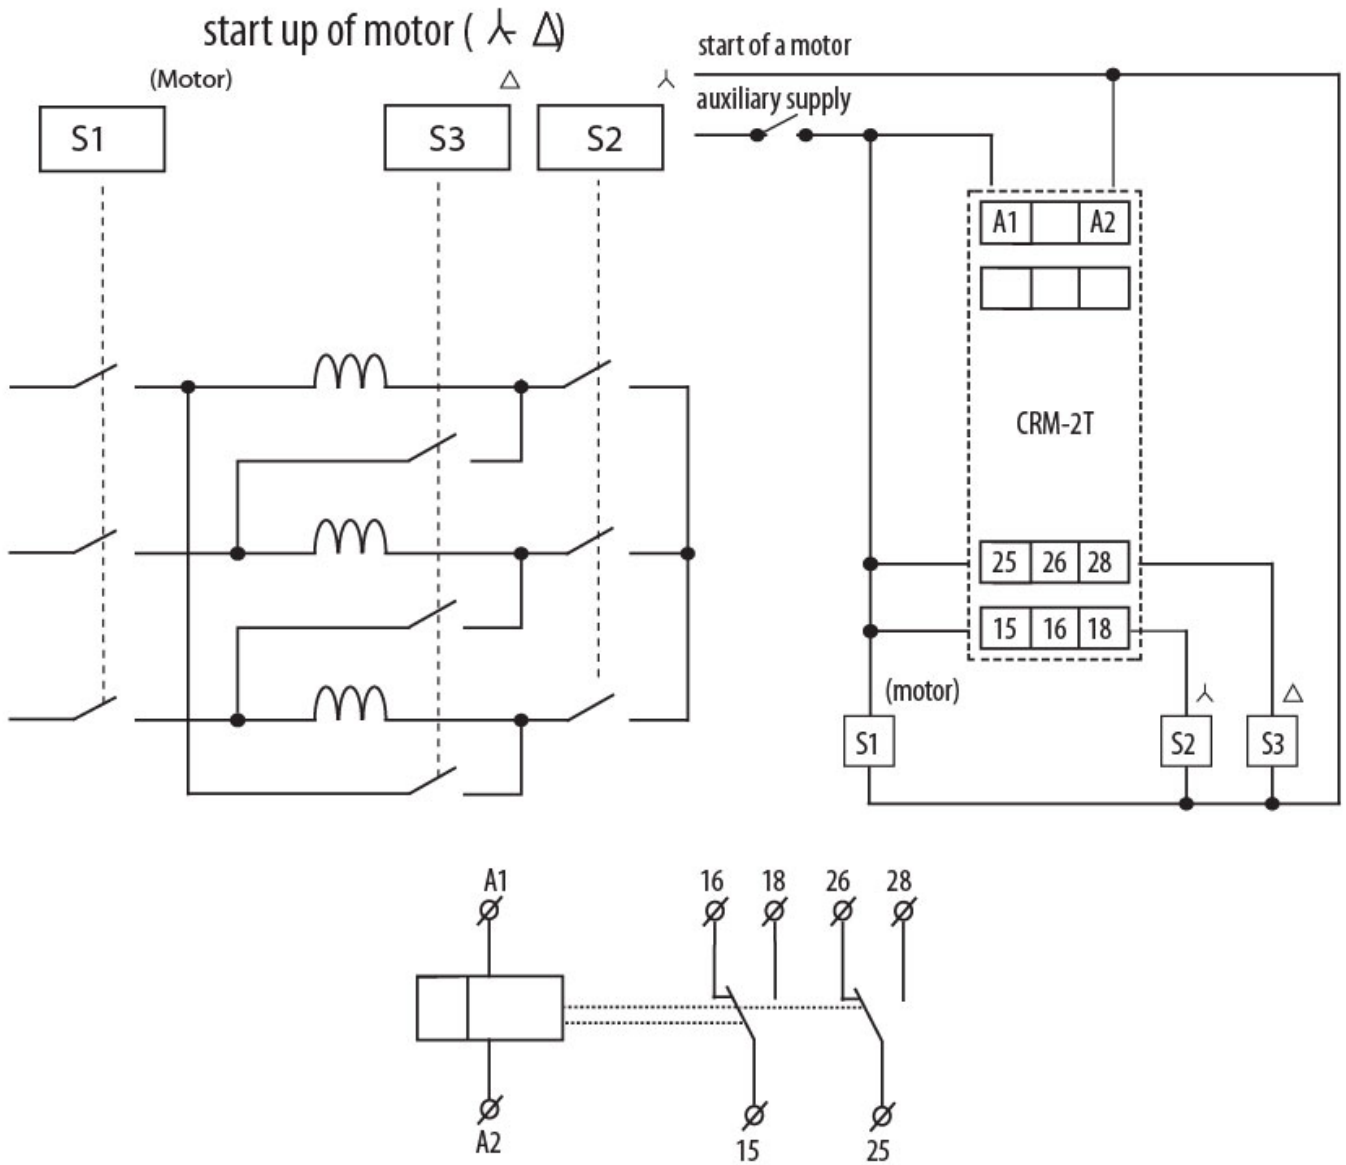 start up of motor ( ⅄ Δ)
(Motor) Δ ⅄
S1 S3 S2
start of a motor
auxiliary supply
A1 A2
CRM-2T
25 26 28
15 16 18
(motor) ⅄ Δ
S1 S2 S3
A1 16 18 26 28
A2 15 25